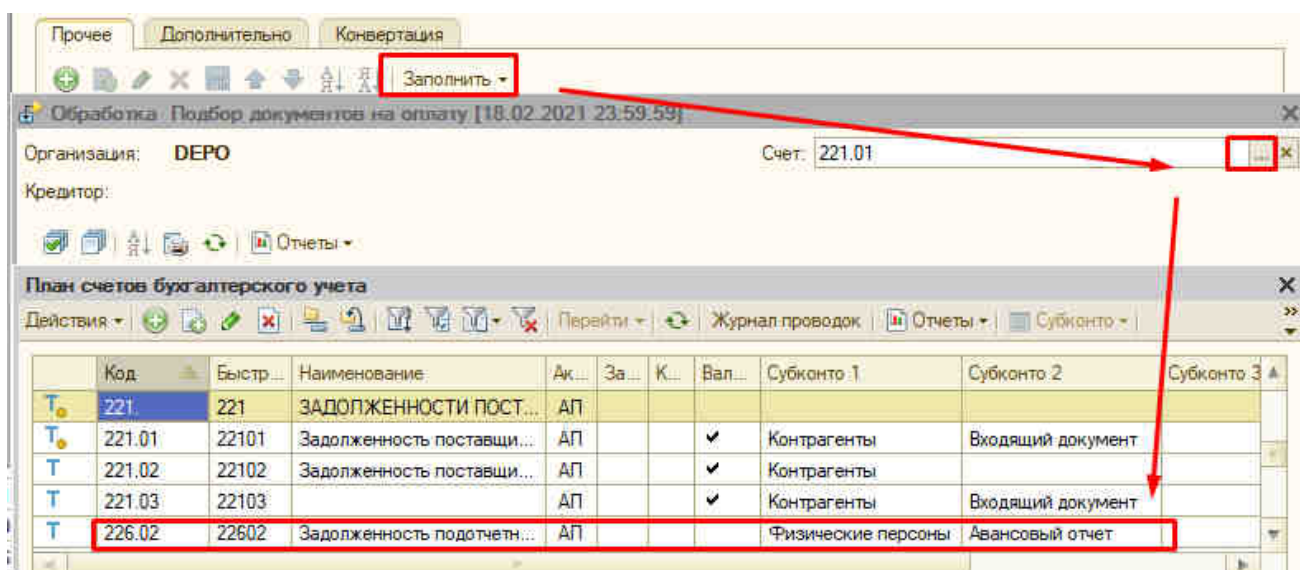 Прочее Дополнительно Конвертация
Заполнить
Обработка Подбор документов на оплату [18.02.2021 23:59:59]
Организация: DEPO Счет: 221.01 ...
Кредитор:
Отчеты
План счетов бухгалтерского учета
Действия Перейти Журнал проводок Отчеты Субконто
Код Быстр... Наименование Ак... За... К... Вал... Субконто 1 Субконто 2 Субконто 3
221. 221 ЗАДОЛЖЕННОСТИ ПОСТ... АП
221.01 22101 Задолженность поставщи... АП Контрагенты Входящий документ
221.02 22102 Задолженность поставщи... АП Контрагенты
221.03 22103 АП Контрагенты Входящий документ
226.02 22602 Задолженность подотчетн... АП Физические персоны Авансовый отчет